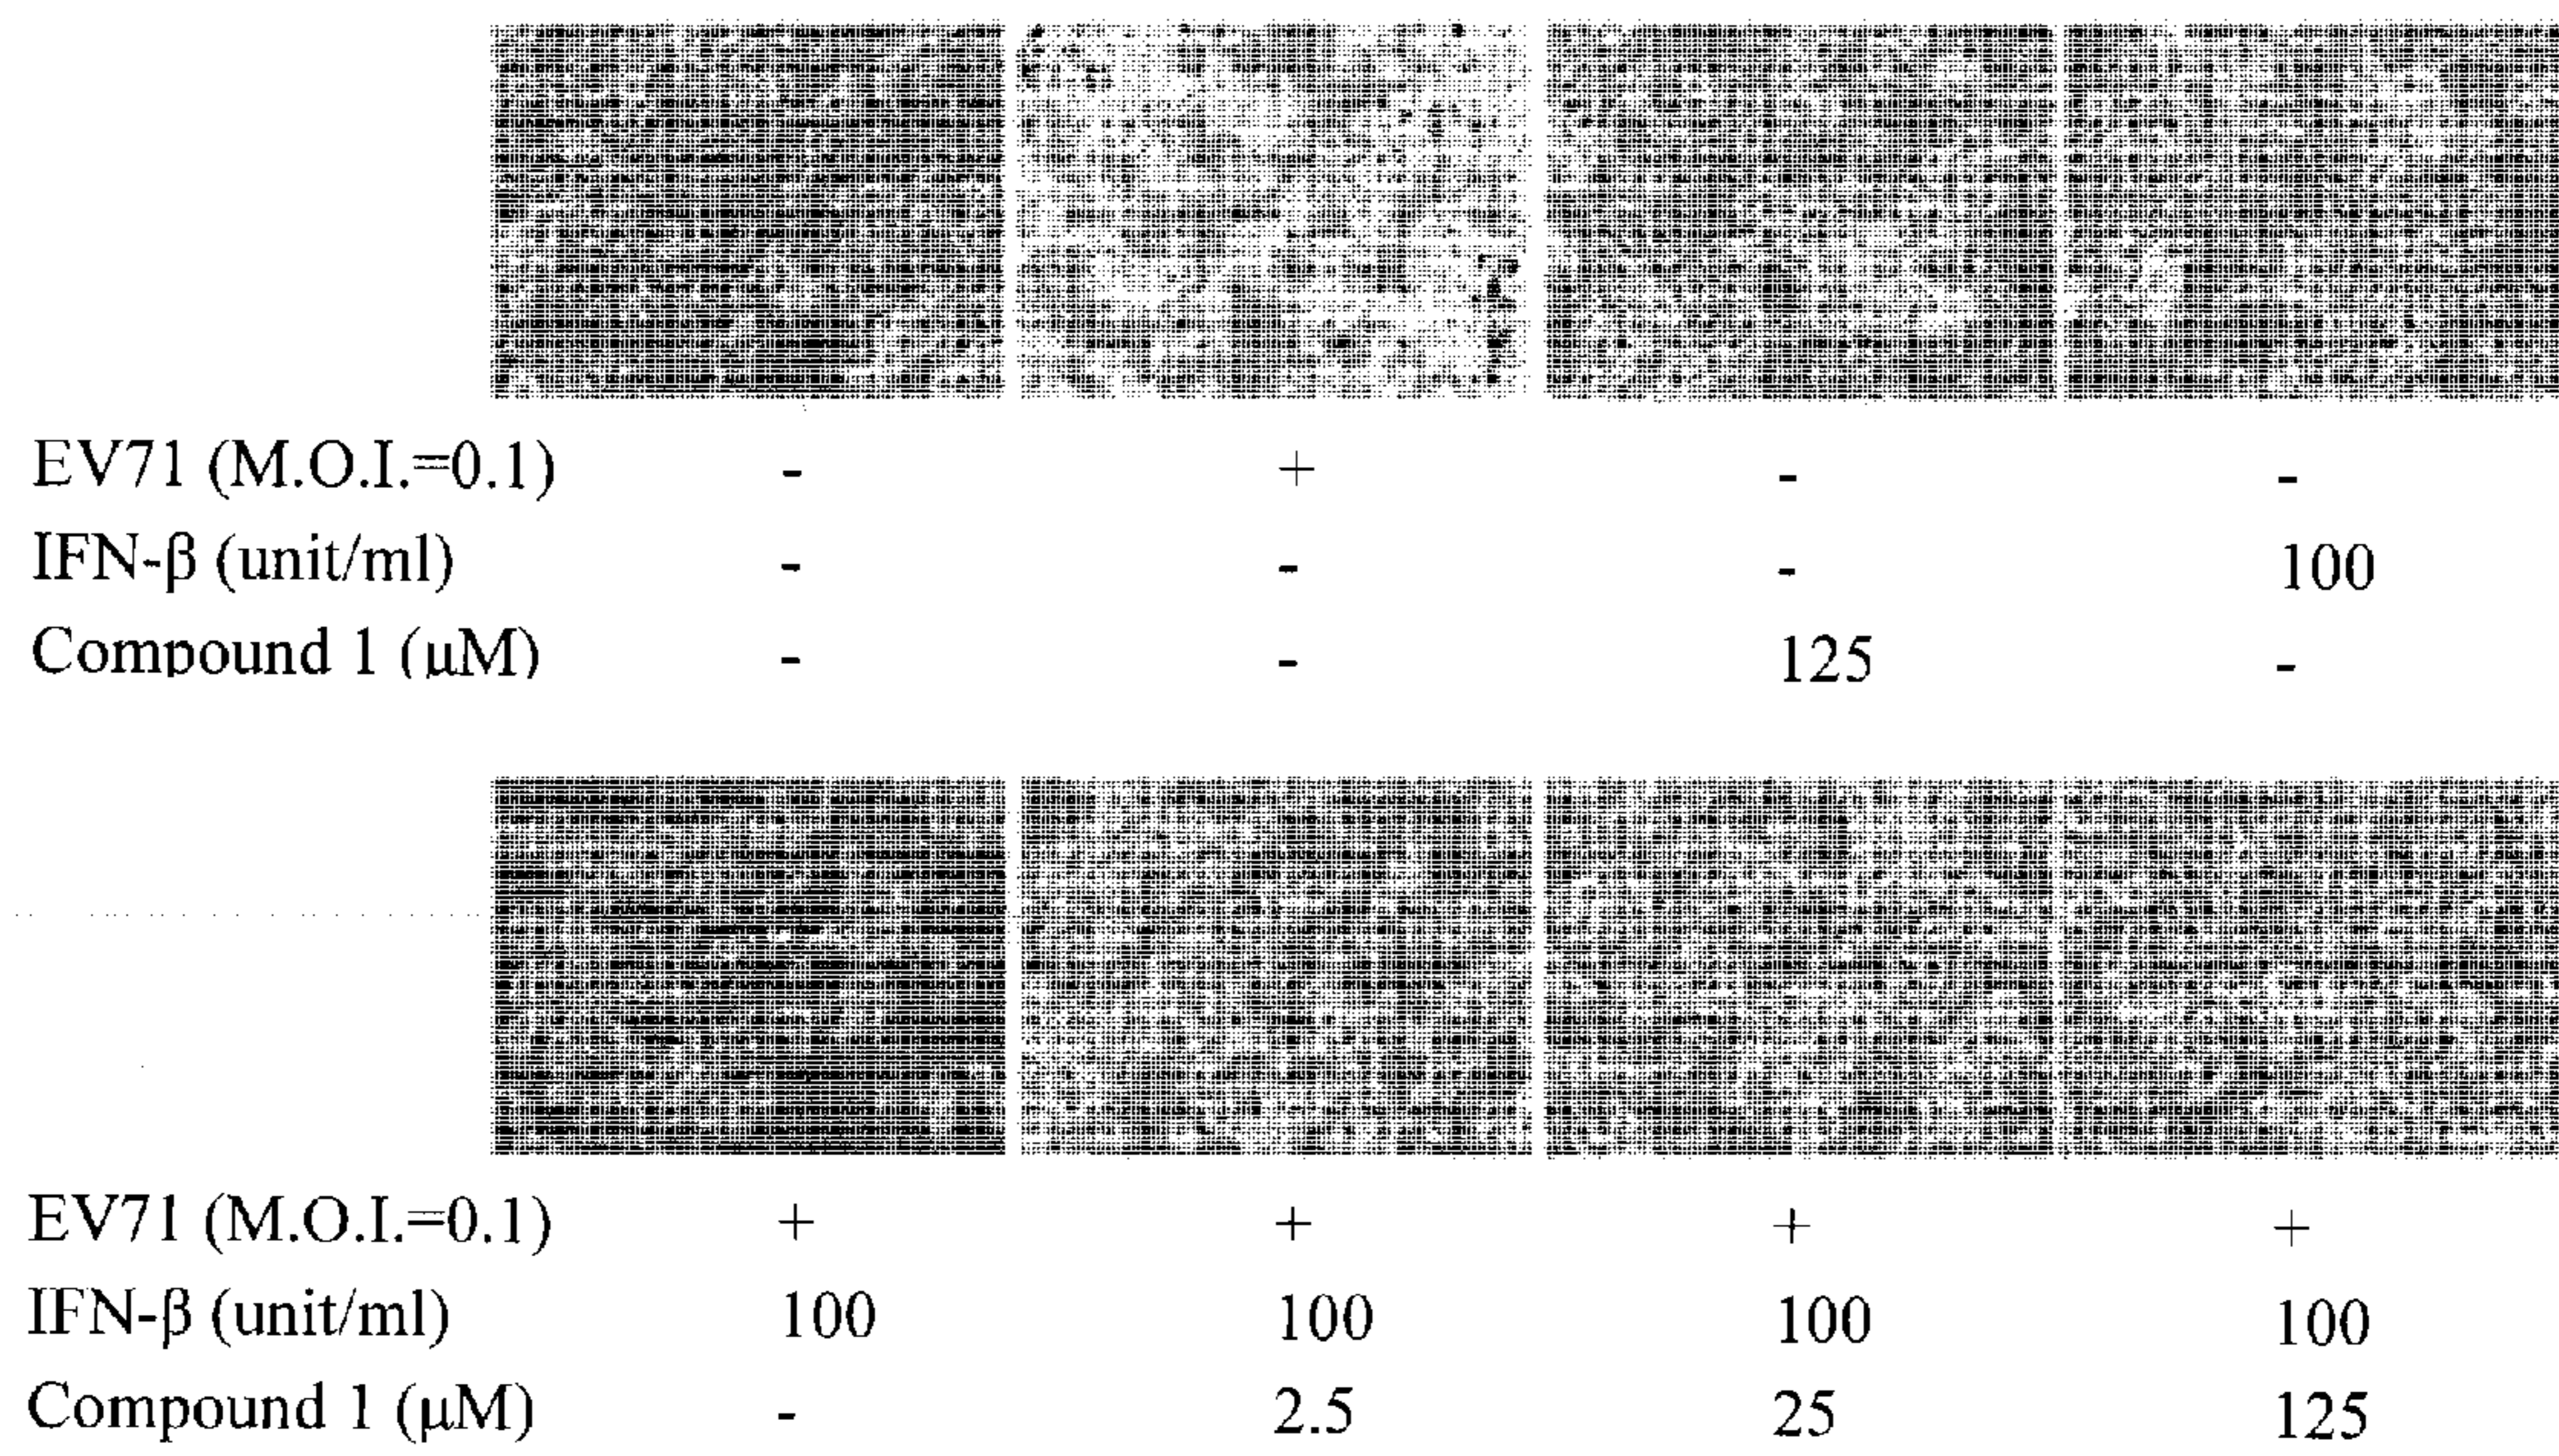 EV71 (M.O.I.=0.1) - + - -
IFN-β (unit/ml) - - - 100
Compound 1 (μM) - - 125 -
EV71 (M.O.I.=0.1) + + + +
IFN-β (unit/ml) 100 100 100 100
Compound 1 (μM) - 2.5 25 125